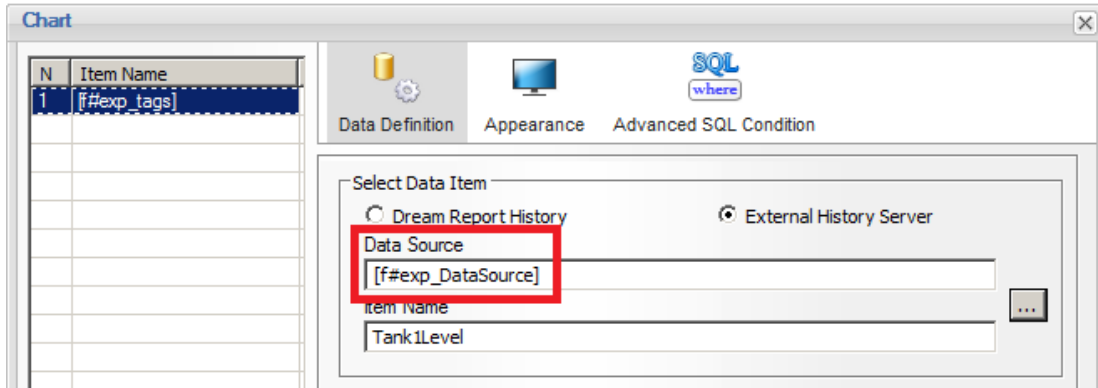 Chart
N Item Name
1 [f#exp_tags]
SQL
where
Data Definition Appearance Advanced SQL Condition
Select Data Item
Dream Report History External History Server
Data Source
[f#exp_DataSource]
Item Name
...
Tank1Level